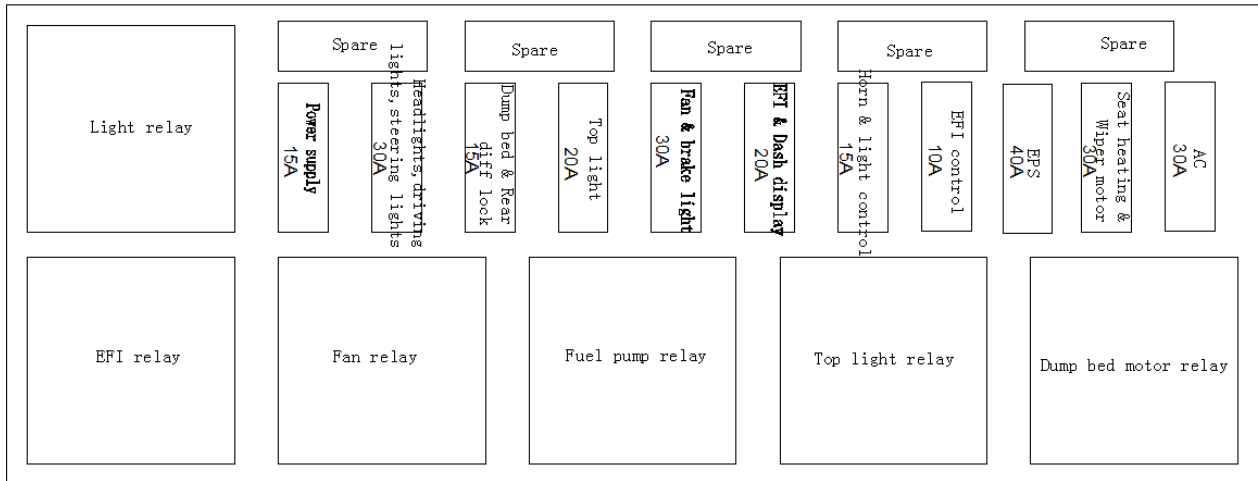 Light relay
Spare
Spare
Spare
Spare
Spare
Power supply
15A
Headlights,driving
lights,steering lights
30A
Dump bed & Rear
diff lock
15A
Top light
20A
Fan & brake light
30A
EFI & Dash display
20A
Horn & light control
15A
EFI control
10A
EPS
40A
Seat heating &
Wiper motor
30A
AC
30A
EFI relay
Fan relay
Fuel pump relay
Top light relay
Dump bed motor relay